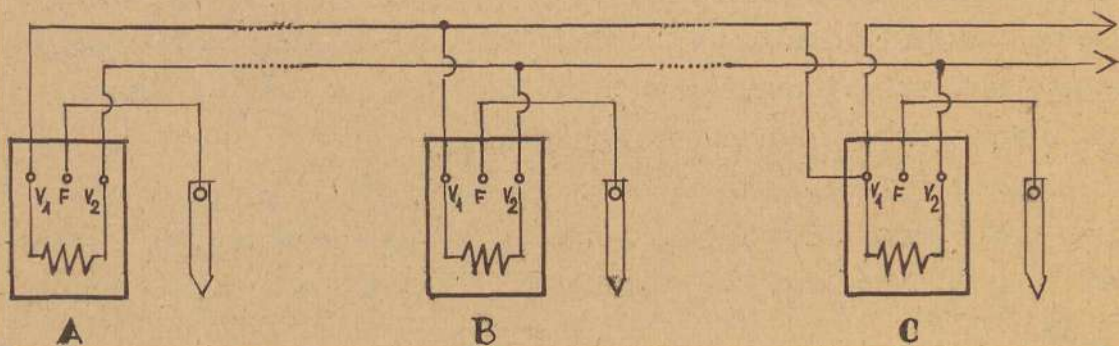 V₁ F V₂ V₁ F V₂ V₁ F V₂
A B C